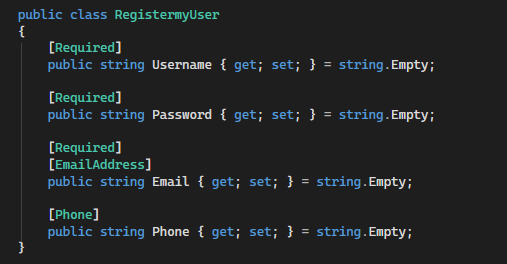 public class RegistermyUser
{
[Required]
public string Username { get; set; } = string.Empty;
[Required]
public string Password { get; set; } = string.Empty;
[Required]
[EmailAddress]
public string Email { get; set; } = string.Empty;
[Phone]
public string Phone { get; set; } = string.Empty;
}